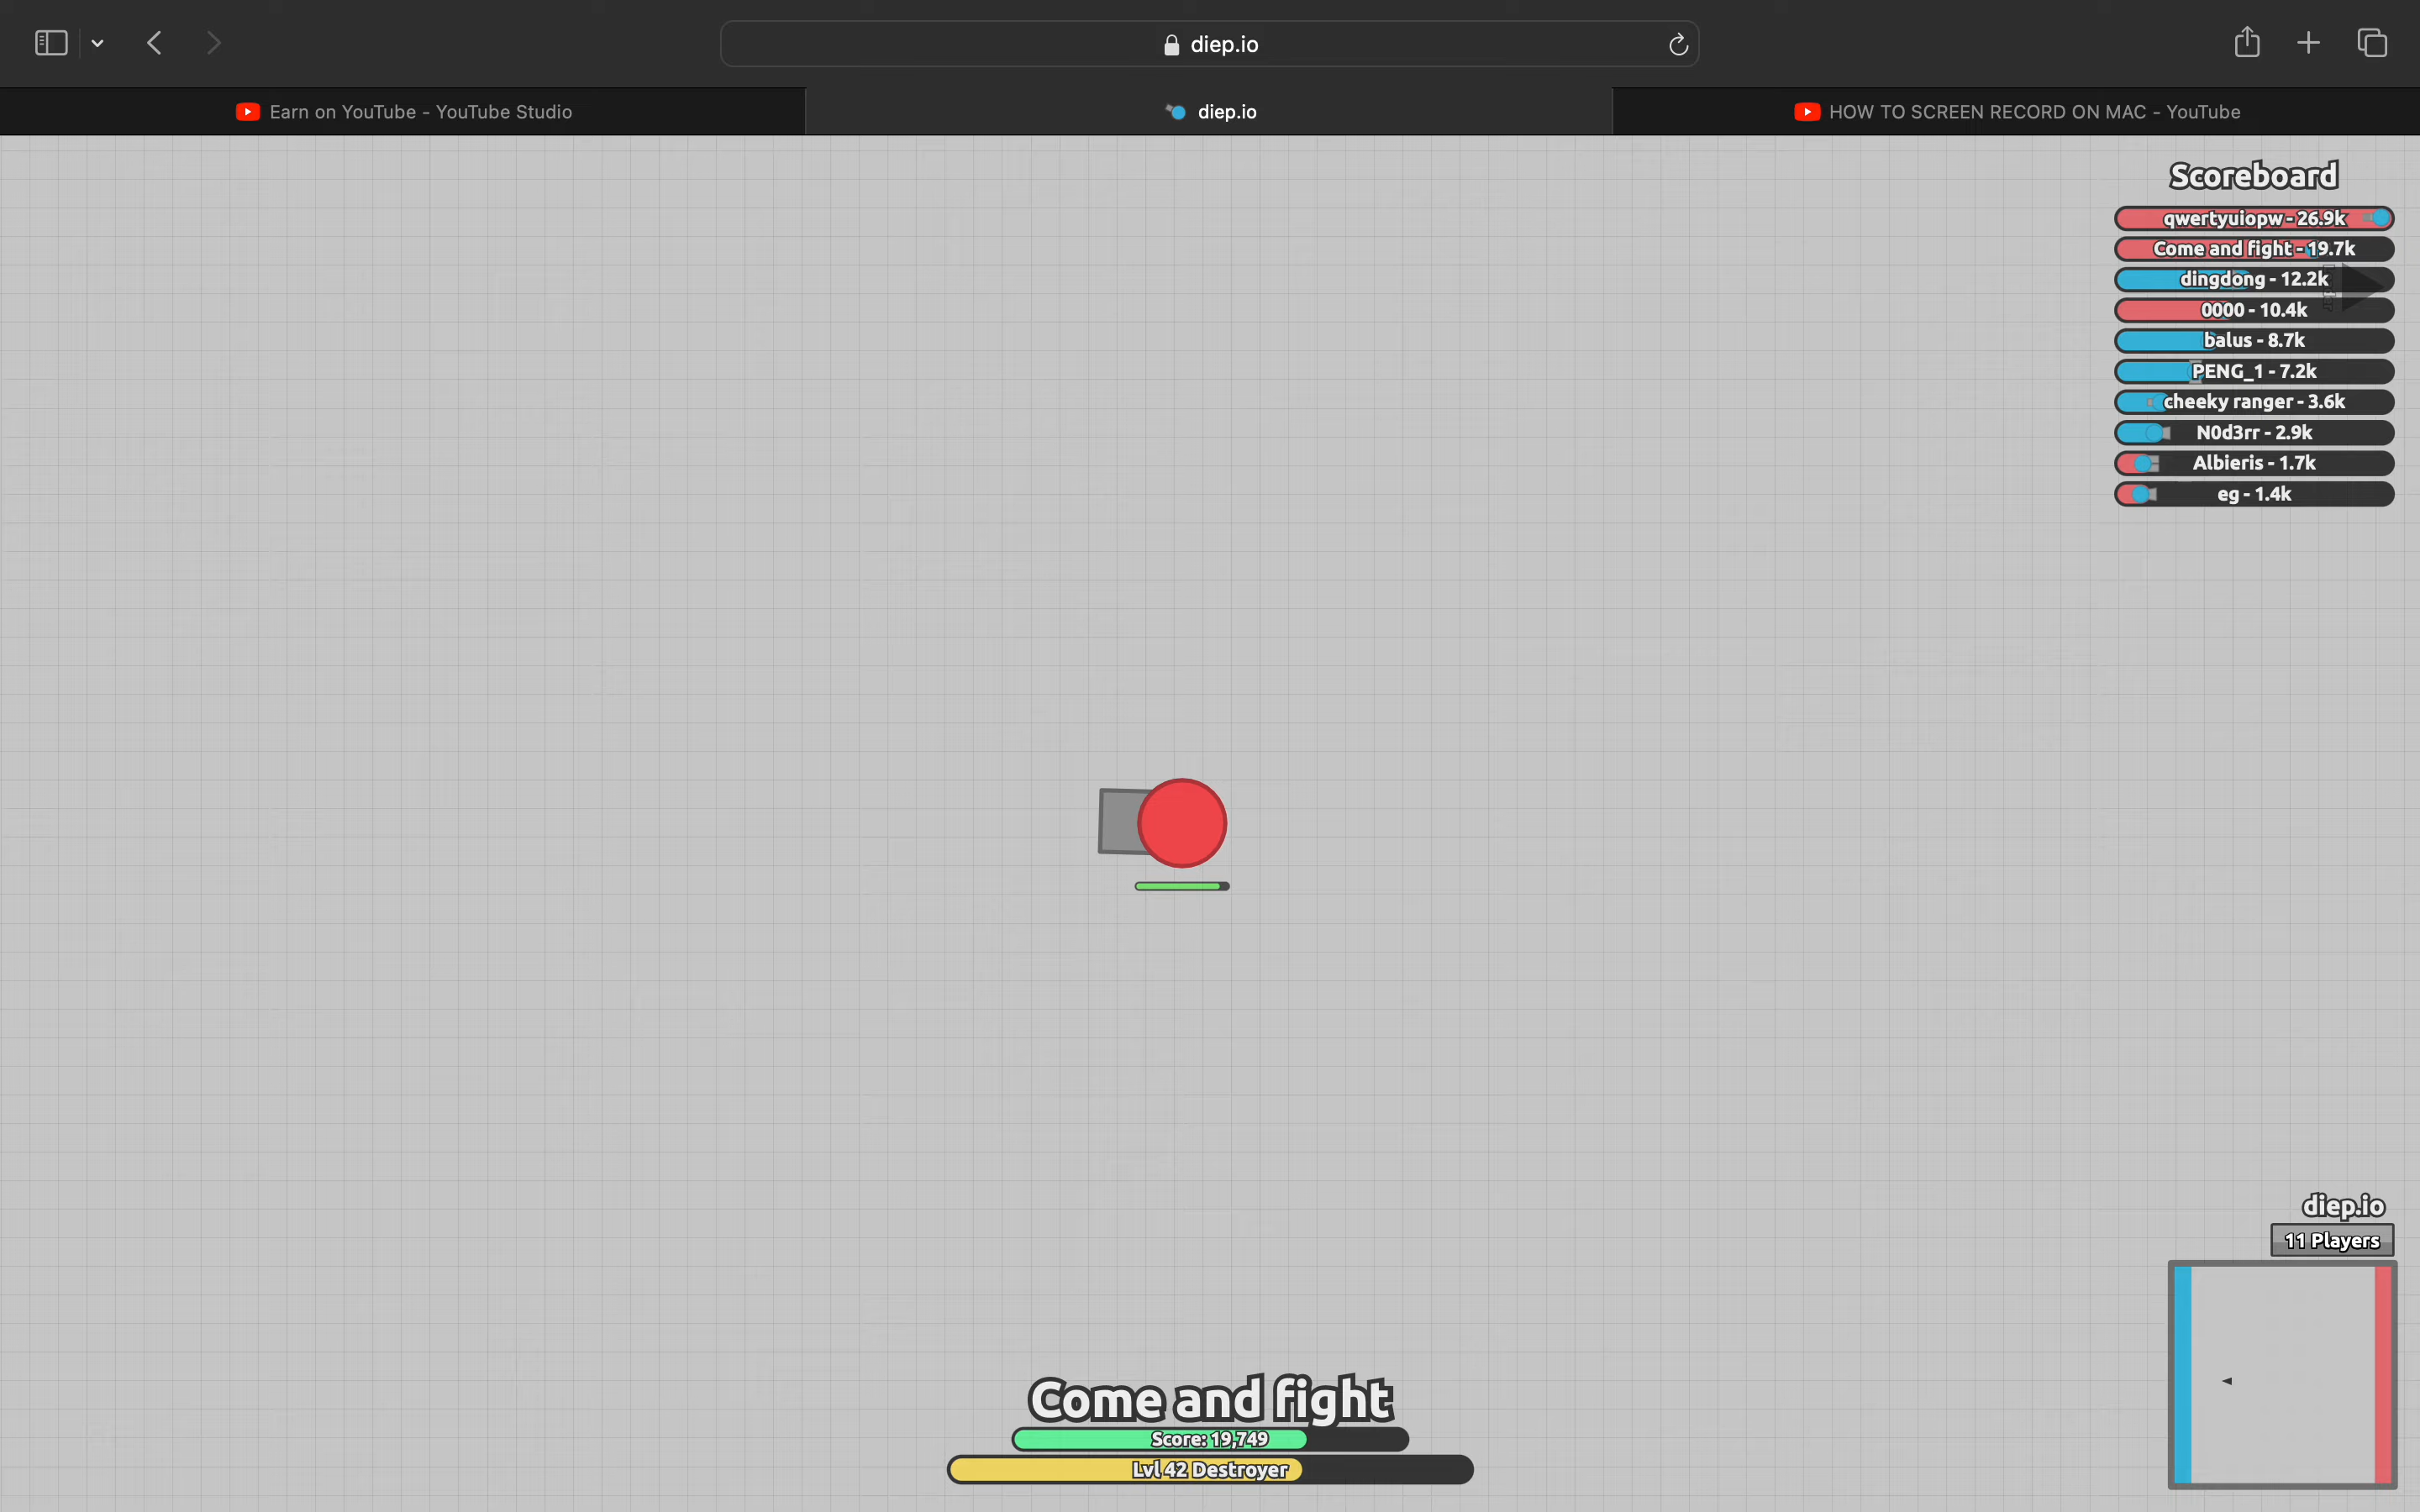 diep.io
Earn on YouTube - YouTube Studio
diep.io
HOW TO SCREEN RECORD ON MAC - YouTube
Scoreboard
qwertyuiopw - 26.9k
Come and fight - 19.7k
dingdong - 12.2k
0000 - 10.4k
balus - 8.7k
PENG_1 - 7.2k
cheeky ranger - 3.6k
N0d3rr - 2.9k
Albieris - 1.7k
eg - 1.4k
diep.io
11 Players
Come and fight
Score: 19,749
Lvl 42 Destroyer